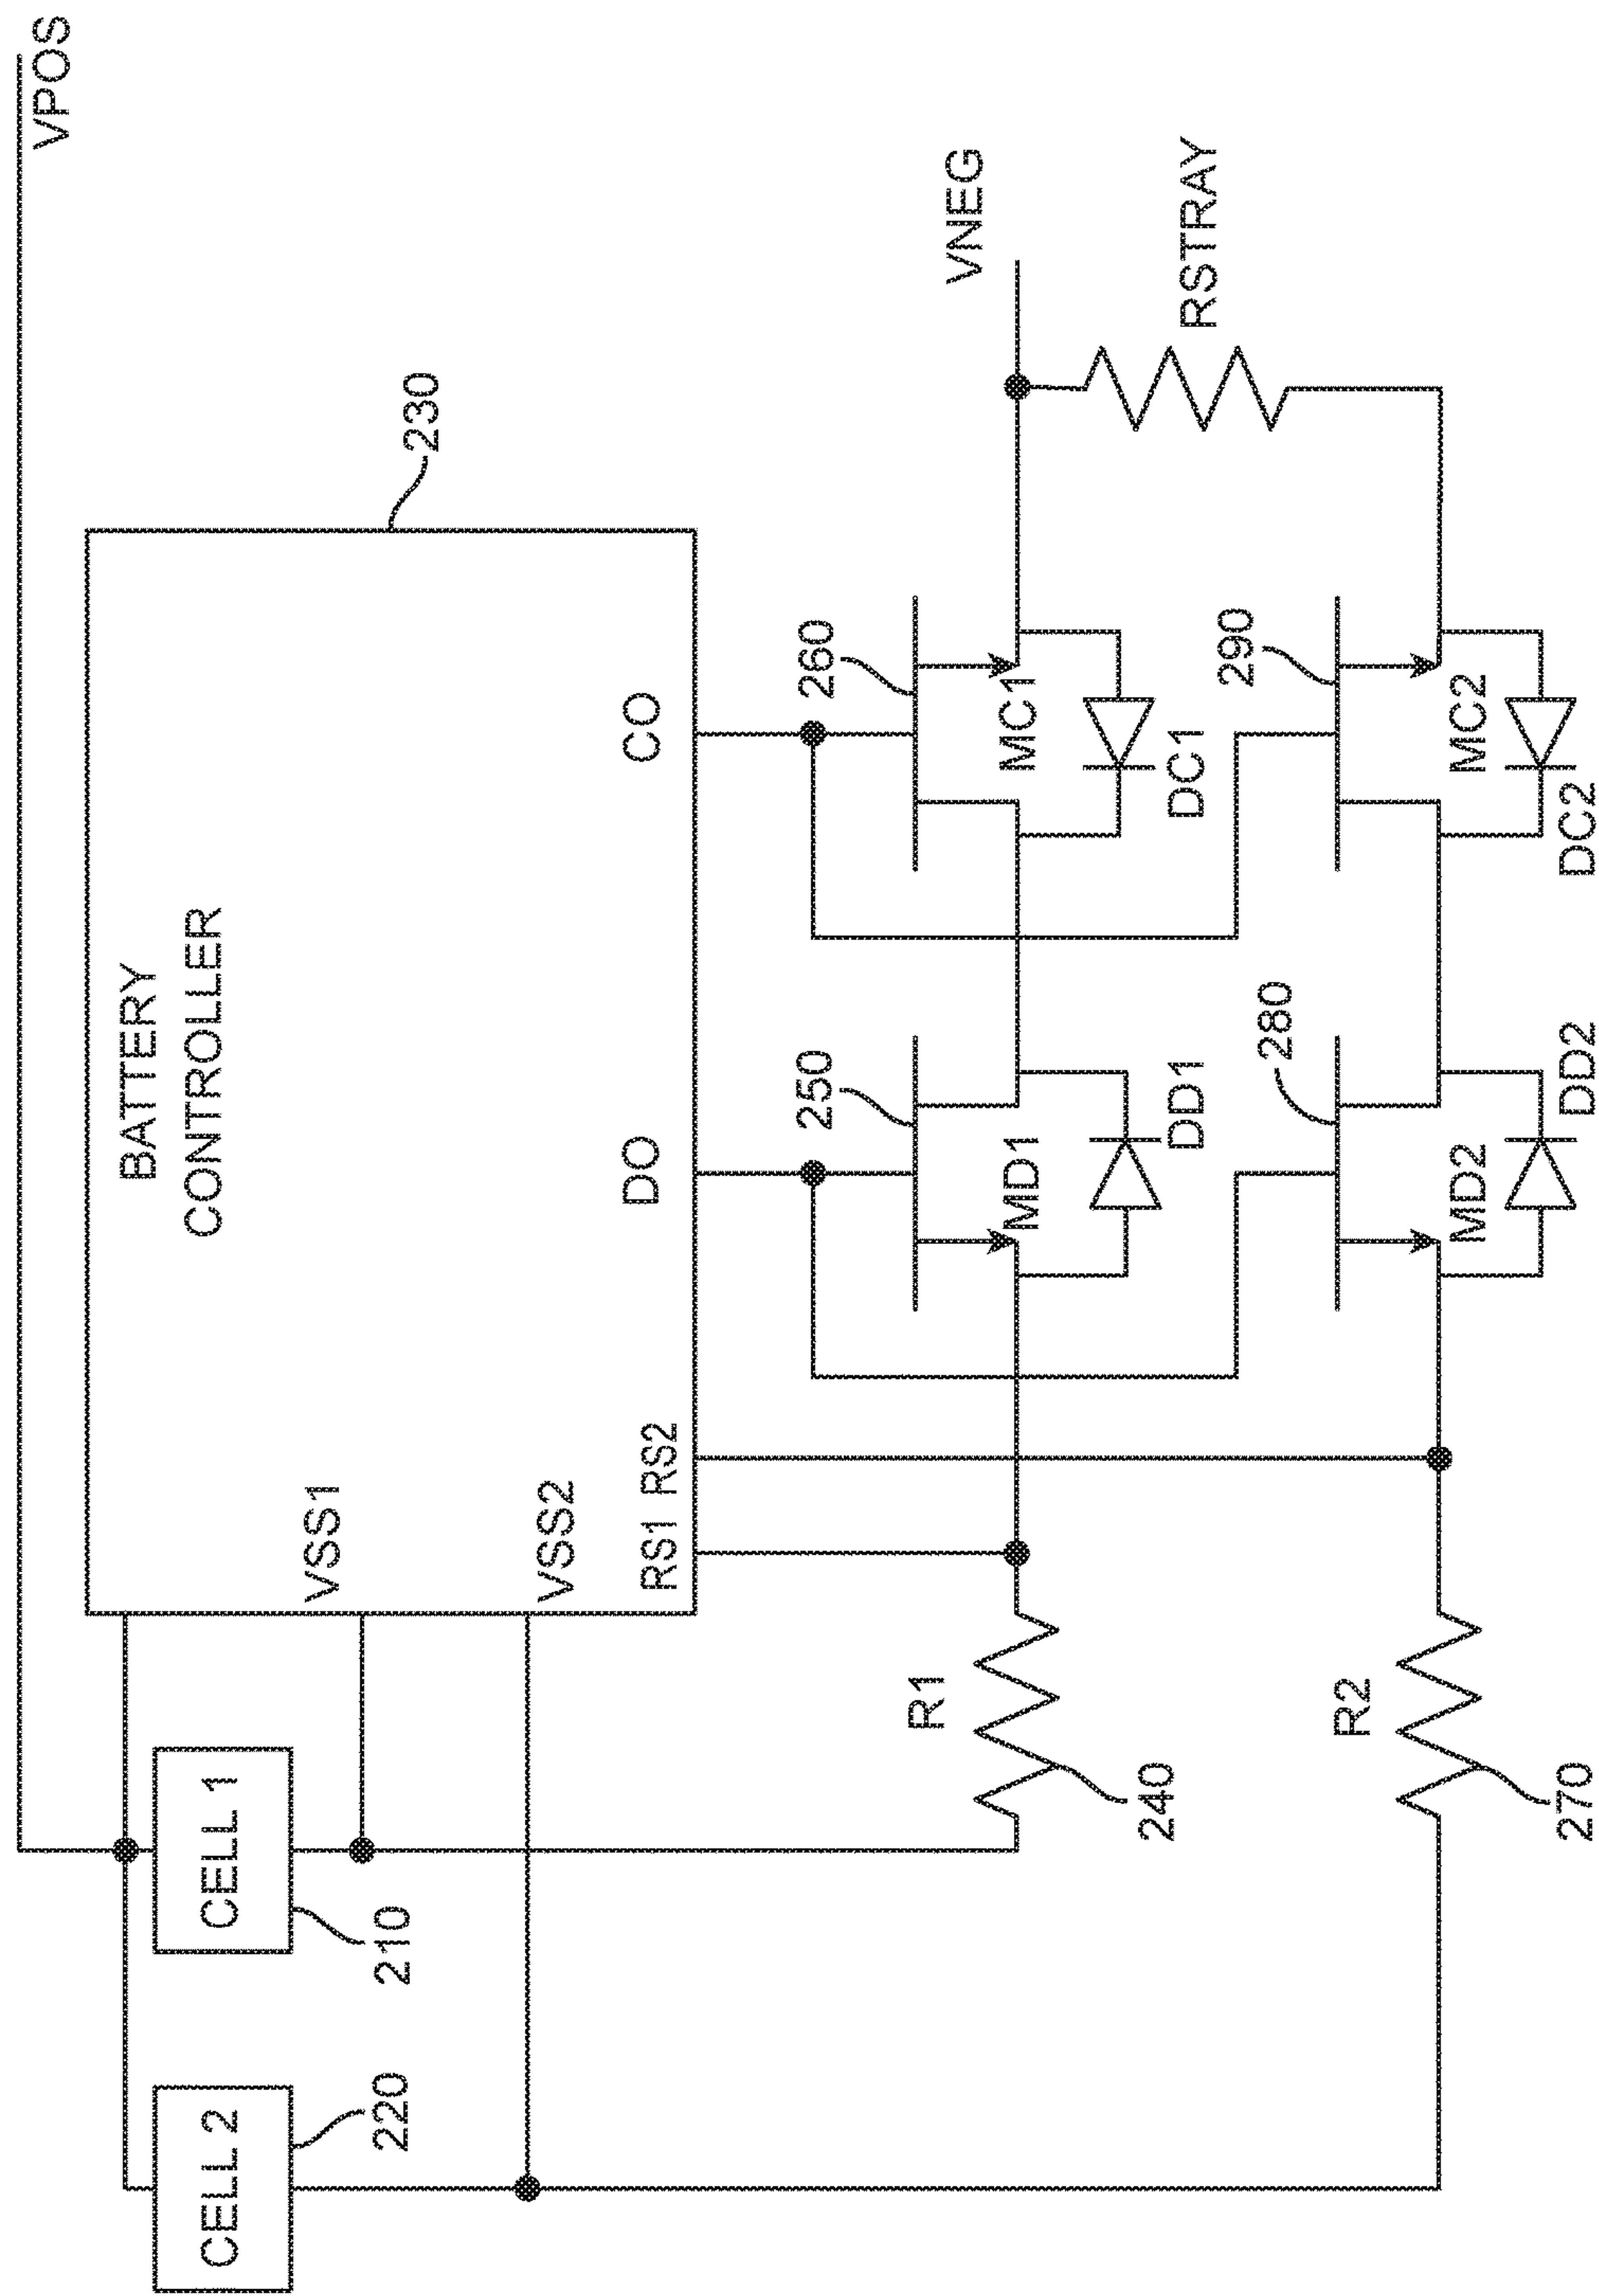 VPOS
230
BATTERY
CONTROLLER
VSS1
VSS2
RS1 RS2
DO
CO
CELL 1
210
CELL 2
220
R1
240
250
MD1
DD1
260
MC1
DC1
VNEG
RSTRAY
R2
270
280
MD2
DD2
290
MC2
DC2